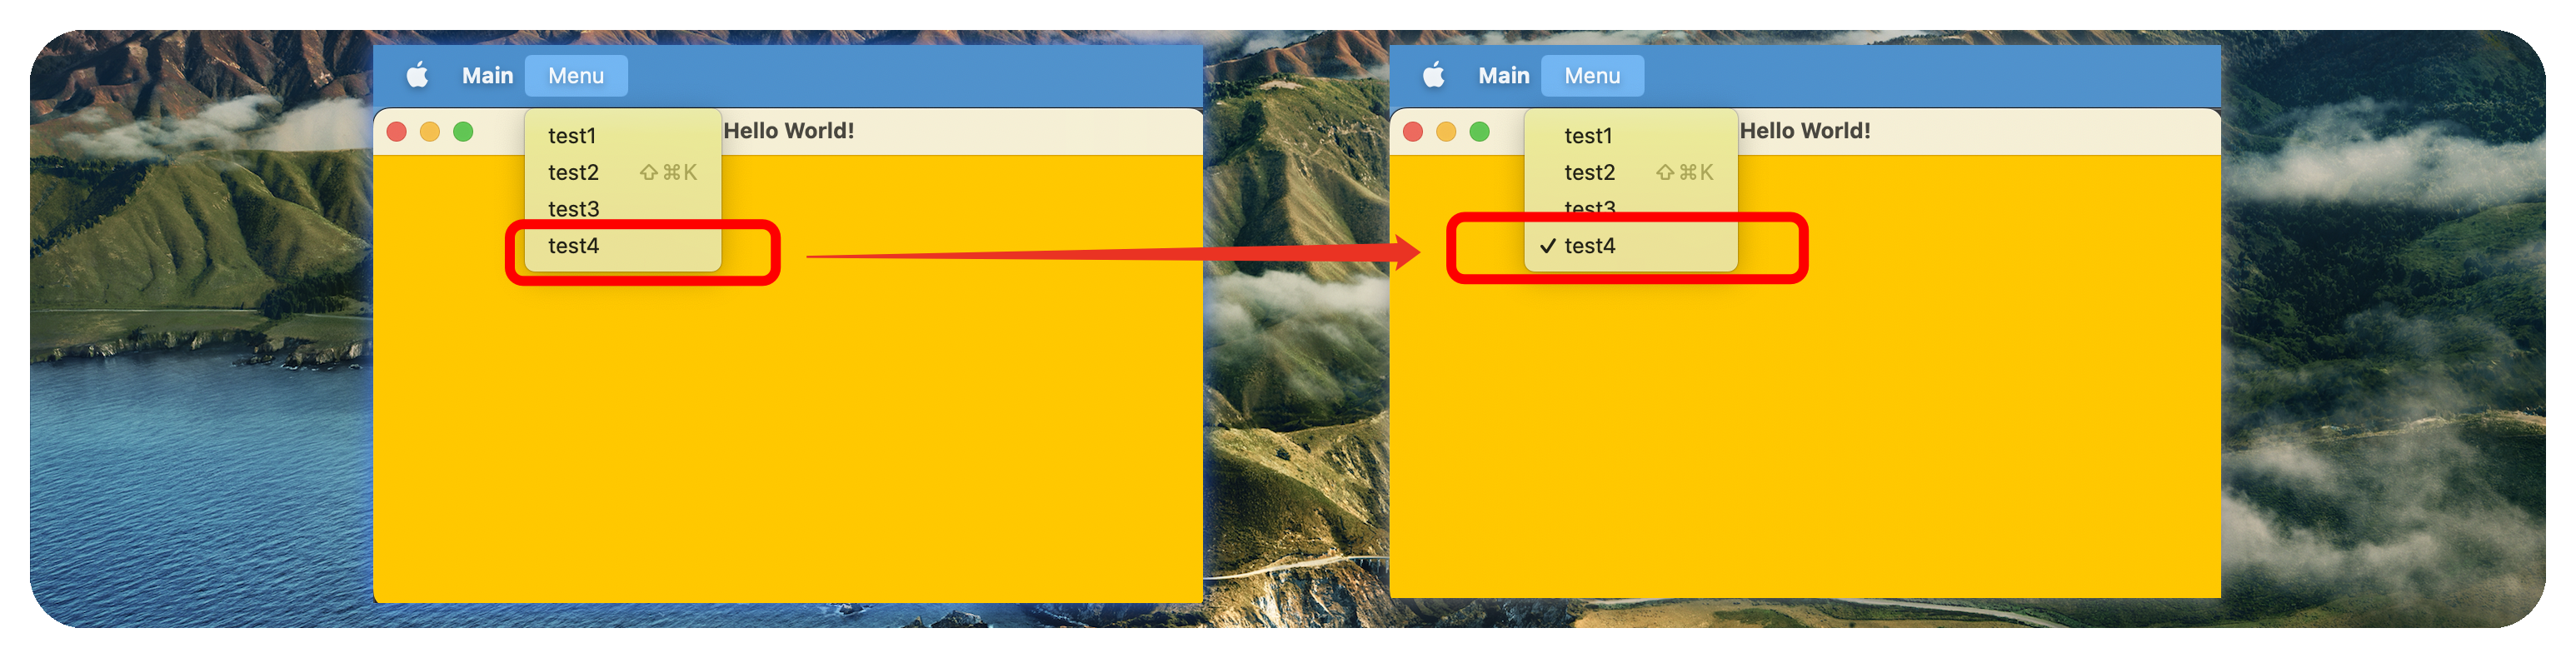 Main Menu
Hello World!
test1
test2 ⇧⌘K
test3
test4
Main Menu
Hello World!
test1
test2 ⇧⌘K
test3
✓ test4